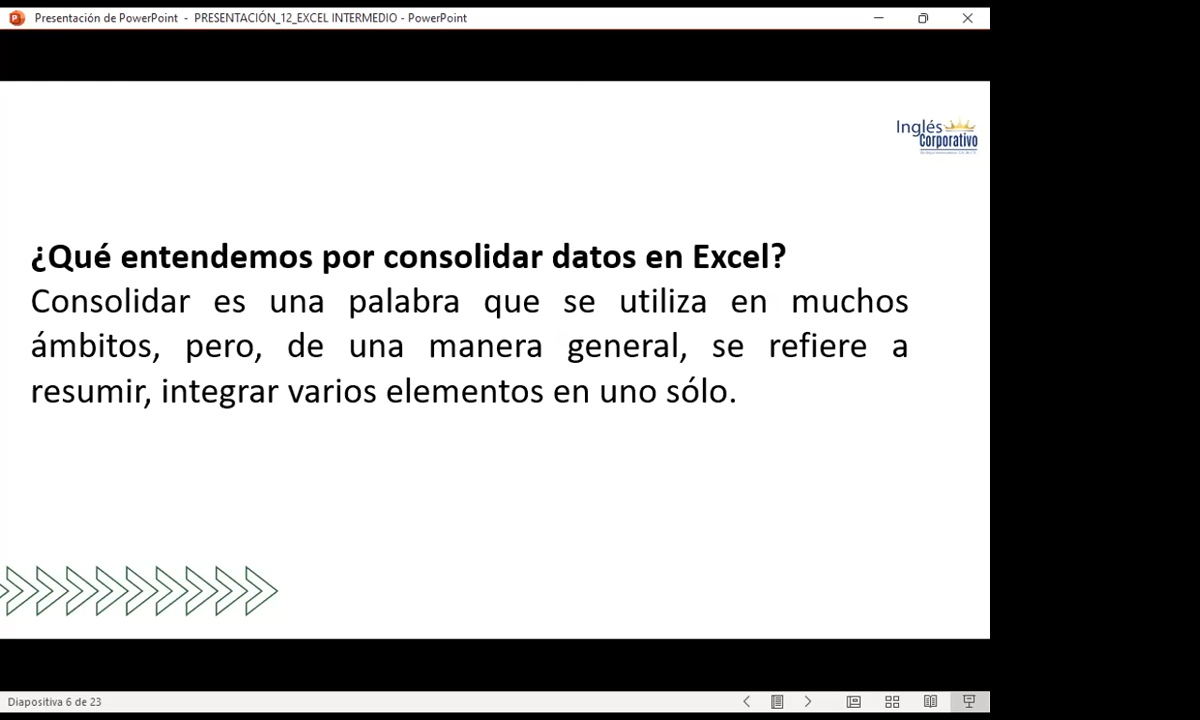 Presentación de PowerPoint - PRESENTACIÓN_12_EXCEL INTERMEDIO - PowerPoint
Inglés
Corporativo
¿Qué entendemos por consolidar datos en Excel?
Consolidar es una palabra que se utiliza en muchos
ámbitos, pero, de una manera general, se refiere a
resumir, integrar varios elementos en uno sólo.
Diapositiva 6 de 23